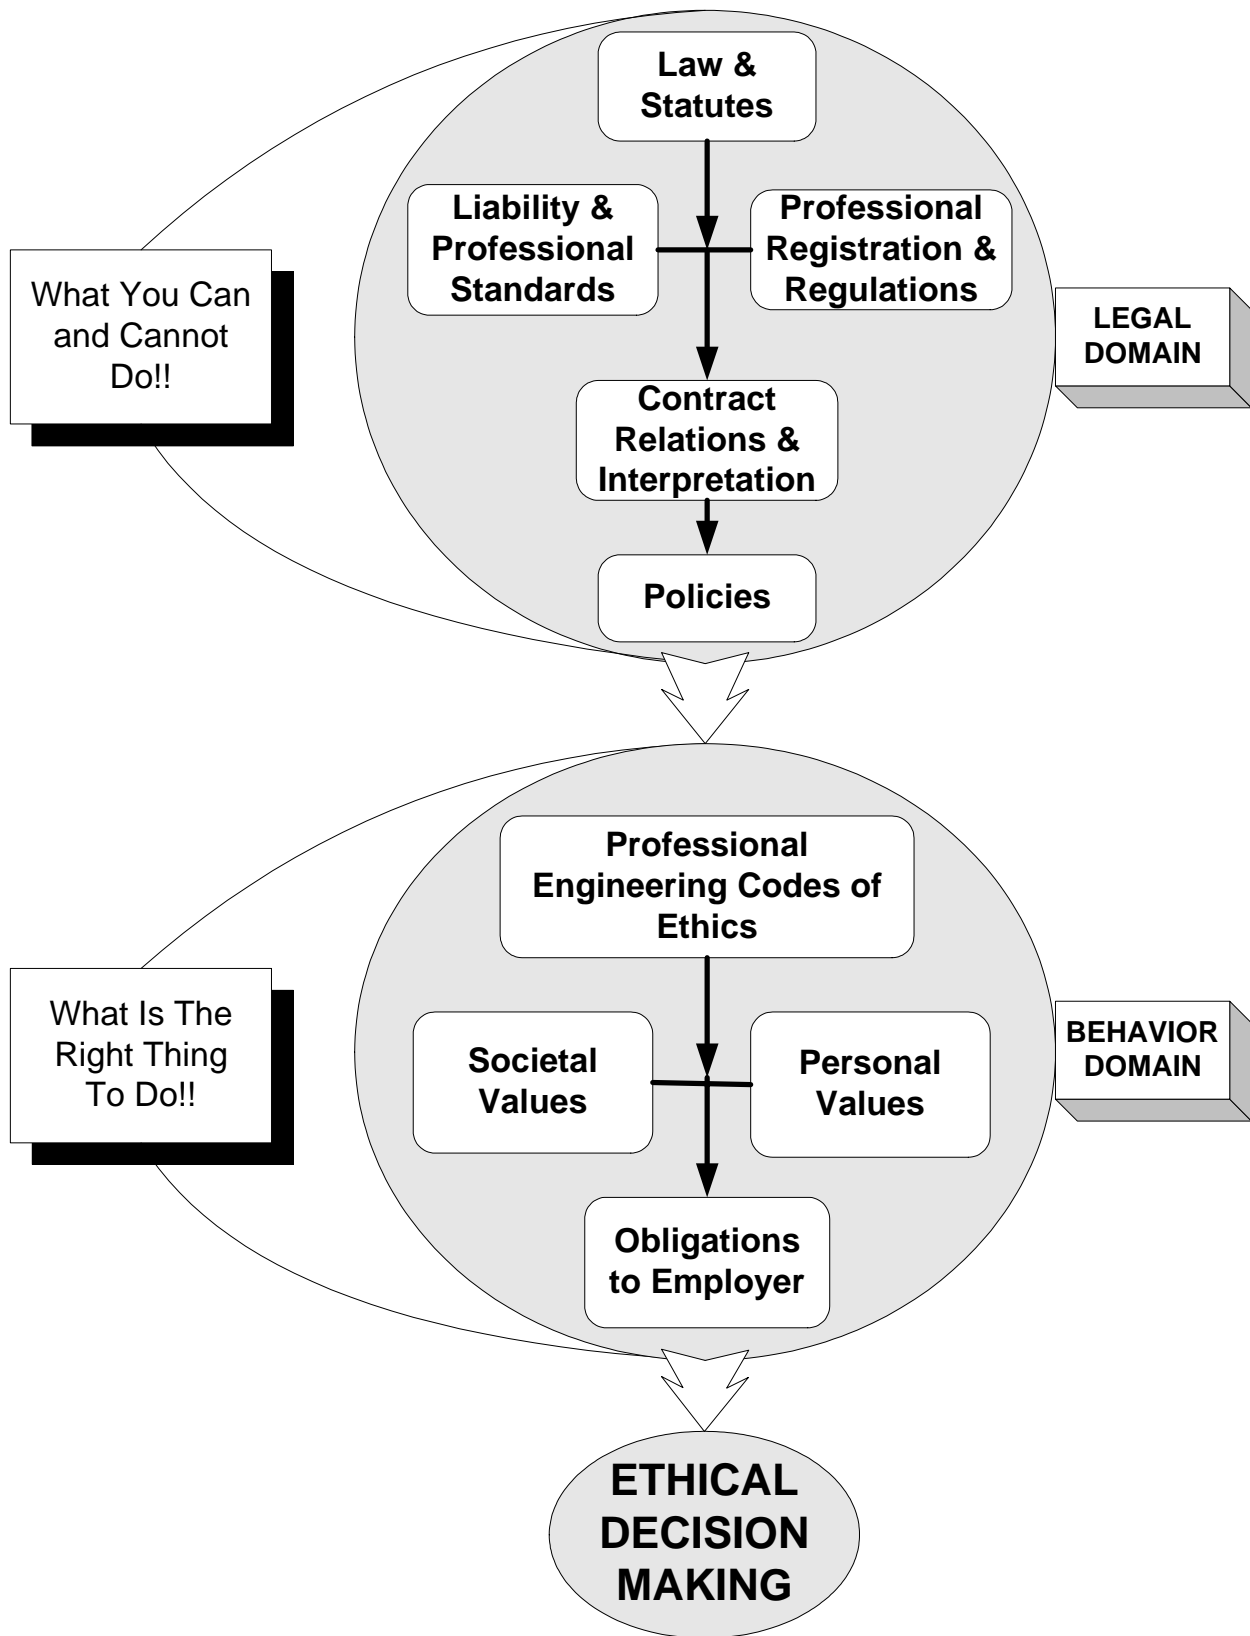 Law &
Statutes
Liability &
Professional
Standards
Professional
Registration &
Regulations
What You Can
and Cannot
Do!!
LEGAL
DOMAIN
Contract
Relations &
Interpretation
Policies
Professional
Engineering Codes of
Ethics
What Is The
Right Thing
To Do!!
Societal
Values
Personal
Values
BEHAVIOR
DOMAIN
Obligations
to Employer
ETHICAL
DECISION
MAKING